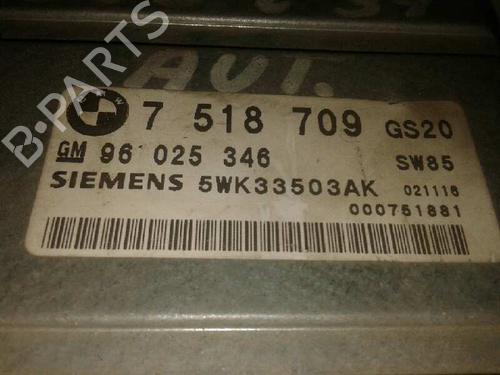 AUT.
B-PARTS
7 518 709 GS20
GM 96 025 346 SW85
SIEMENS 5WK33503AK 021116
000751881